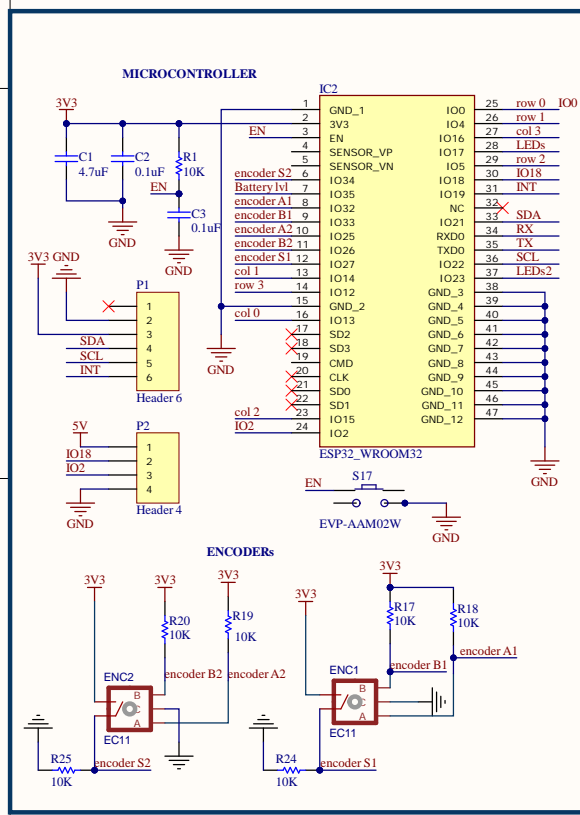 MICROCONTROLLER
3V3
C1
4.7uF
C2
0.1uF
R1
10K
EN
C3
0.1uF
GND
GND
IC2
EN
encoder S2
Battery lvl
encoder A1
encoder B1
encoder A2
encoder B2
encoder S1
col 1
row 3
col 0
col 2
IO2
GND
1 GND_1
2 3V3
3 EN
4 SENSOR_VP
5 SENSOR_VN
6 IO34
7 IO35
8 IO32
9 IO33
10 IO25
11 IO26
12 IO27
13 IO14
14 IO12
15 GND_2
16 IO13
17 SD2
18 SD3
19 CMD
20 CLK
21 SD0
22 SD1
23 IO15
24 IO2
IO0 25 row 0 IO0
IO4 26 row 1
IO16 27 col 3
IO17 28 LEDs
IO5 29 row 2
IO18 30 IO18
IO19 31 INT
NC 32
IO21 33 SDA
RXD0 34 RX
TXD0 35 TX
IO22 36 SCL
IO23 37 LEDs2
GND_3 38
GND_4 39
GND_5 40
GND_6 41
GND_7 42
GND_8 43
GND_9 44
GND_10 45
GND_11 46
GND_12 47
ESP32_WROOM32
GND
3V3 GND
P1
1
2
3
SDA 4
SCL 5
INT 6
Header 6
5V
P2
1
IO18 2
IO2 3
4
GND
Header 4
EN
S17
EVP-AAM02W
GND
ENCODERs
3V3
3V3
3V3
R20
10K
R19
10K
encoder B2
encoder A2
ENC2
B
C
A
EC11
R25
10K
encoder S2
3V3
3V3
R17
10K
R18
10K
encoder A1
encoder B1
ENC1
B
C
A
EC11
R24
10K
encoder S1